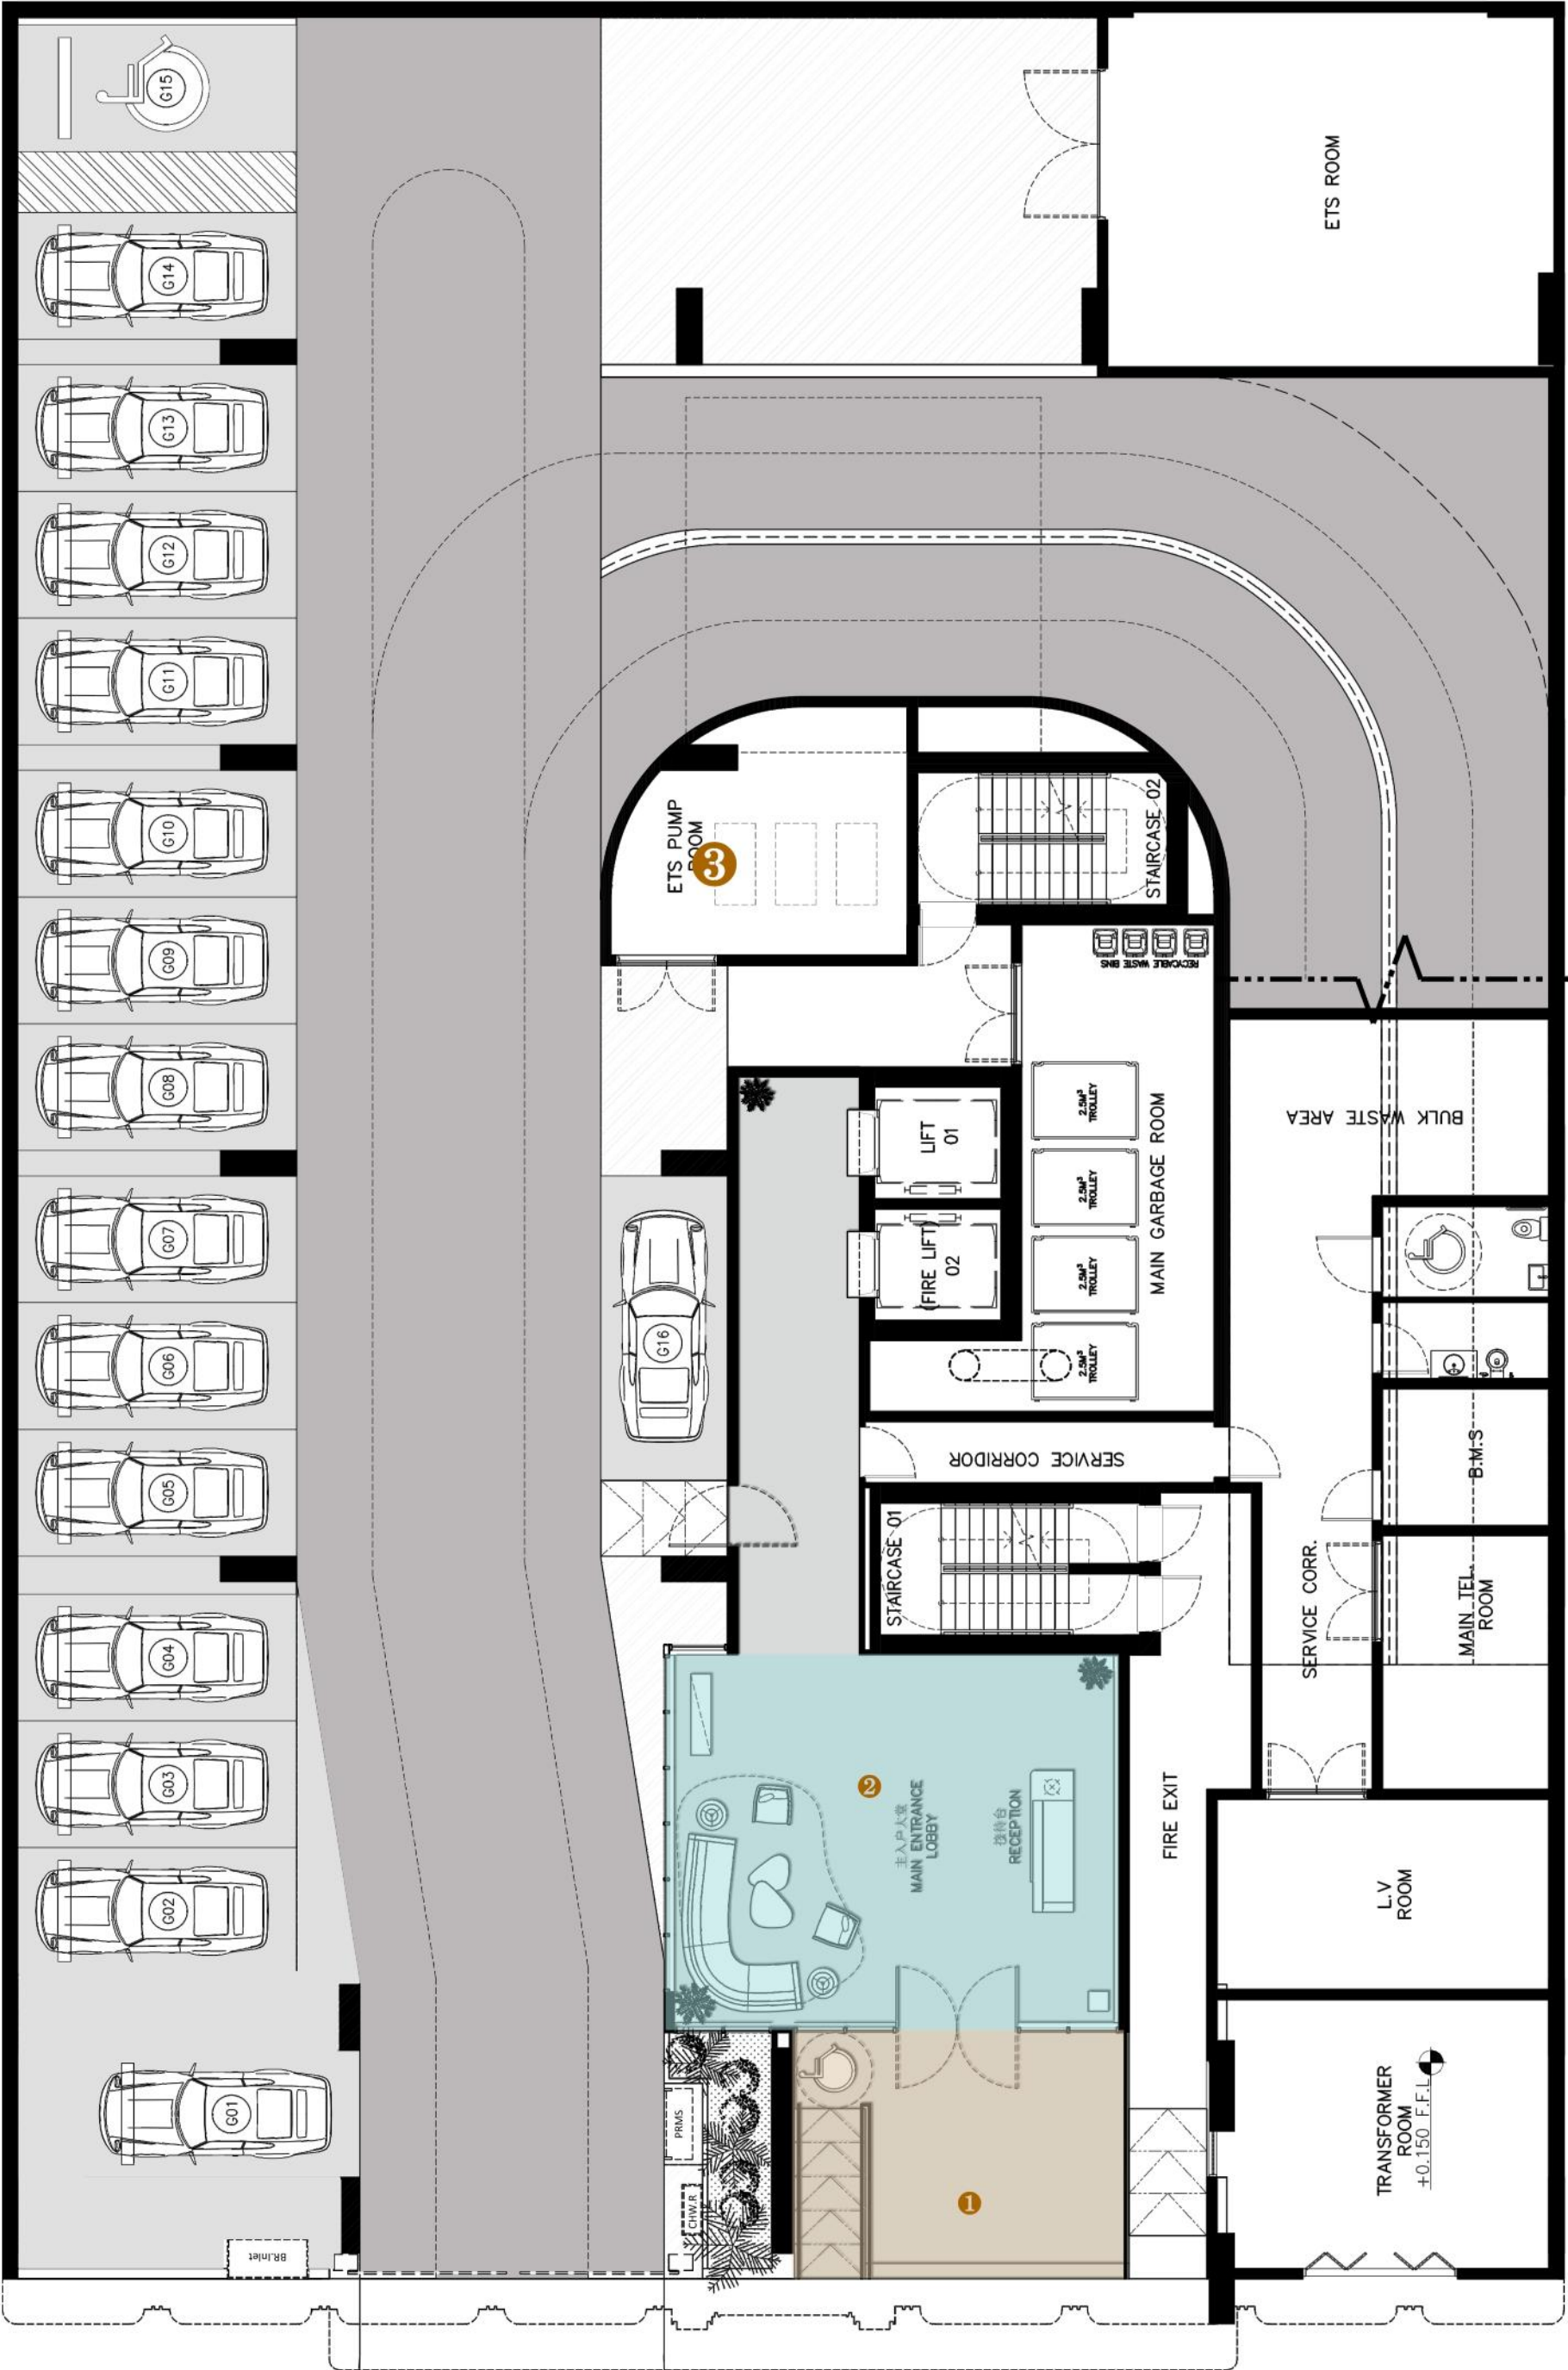 G15
G14
G13
G12
G11
G10
G09
G08
G07
G06
G05
G04
G03
G02
G01
G16
ETS ROOM
ETS PUMP
3
STAIRCASE 02
RECYCABLE WASTE BINS
LIFT
01
(FIRE LIFT)
02
2.5M³
TROLLEY
2.5M³
TROLLEY
2.5M³
TROLLEY
2.5M³
TROLLEY
MAIN GARBAGE ROOM
BULK WASTE AREA
SERVICE CORRIDOR
B.M.S
STAIRCASE 01
SERVICE CORR.
MAIN TEL.
ROOM
2
主入户大堂
MAIN ENTRANCE
LOBBY
接待台
RECEPTION
FIRE EXIT
L.V
ROOM
TRANSFORMER
ROOM
+0.150 F.F.L
PRMS
CHW.R
BR.Inlet
1